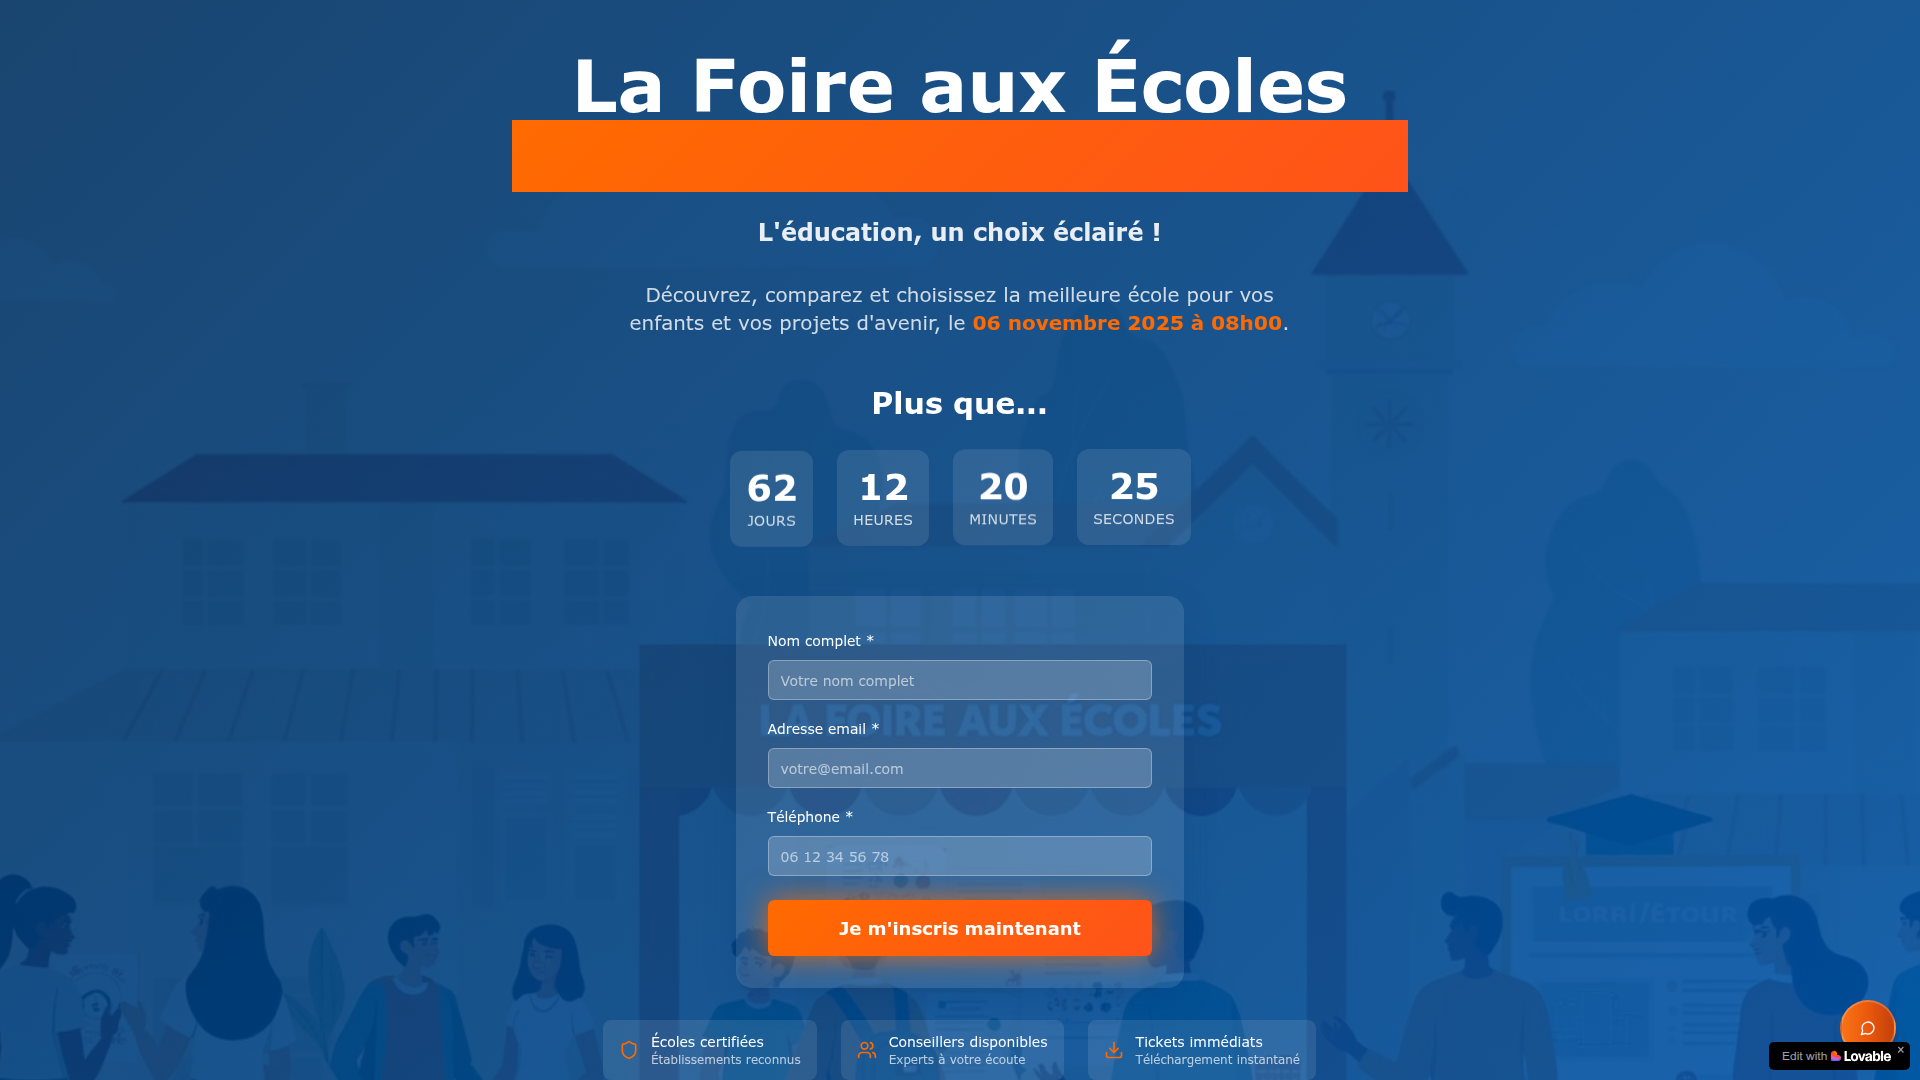 La Foire aux Écoles
L'éducation, un choix éclairé !
Découvrez, comparez et choisissez la meilleure école pour vos
enfants et vos projets d'avenir, le 06 novembre 2025 à 08h00.
Plus que...
62
JOURS
12
HEURES
20
MINUTES
25
SECONDES
Nom complet *
Votre nom complet
LA FOIRE AUX ÉCOLES
Adresse email *
votre@email.com
Téléphone *
06 12 34 56 78
Je m'inscris maintenant
LORRI/ETOUR
Écoles certifiées
Établissements reconnus
Conseillers disponibles
Experts à votre écoute
Tickets immédiats
Téléchargement instantané
Edit with Lovable ×